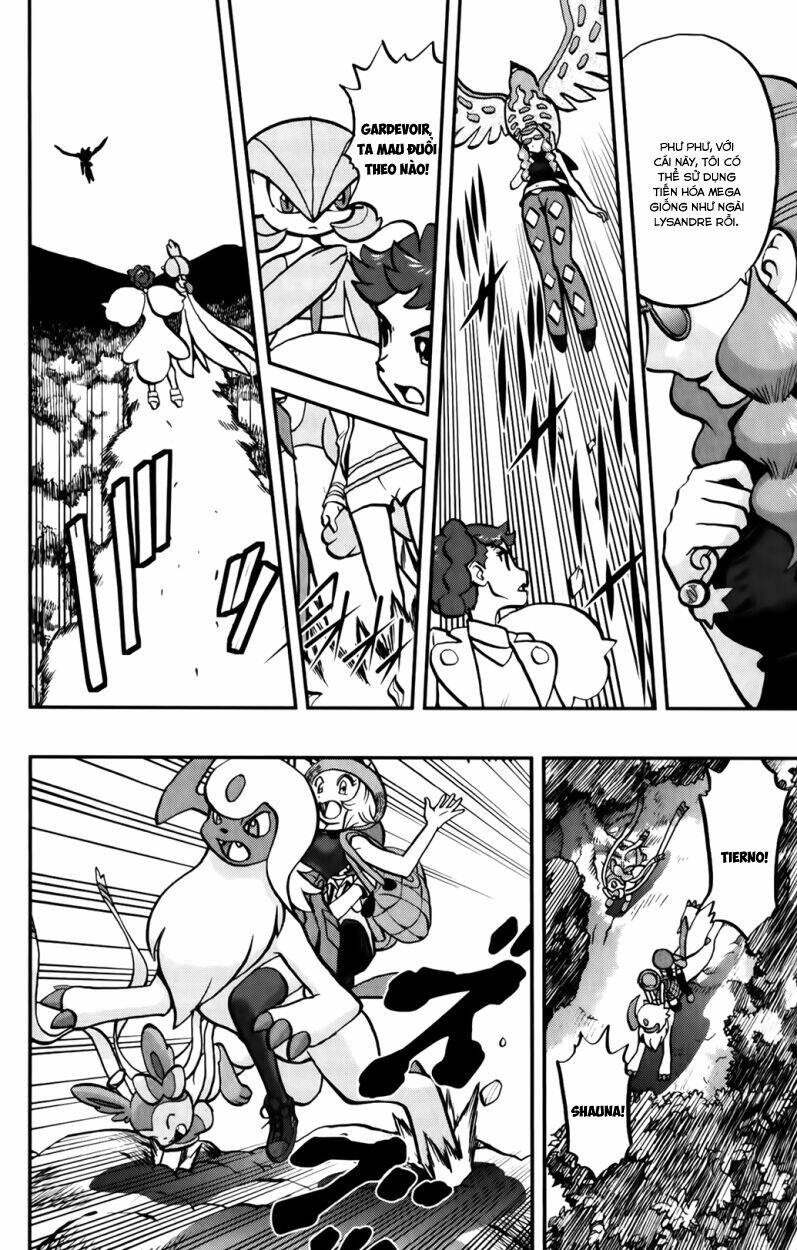 PHƯ PHƯ, VỚI
CÁI NÀY, TÔI CÓ
THỂ SỬ DỤNG
TIẾN HÓA MEGA
GIỐNG NHƯ NGÀI
LYSANDRE RỒI.
GARDEVOIR,
TA MAU ĐUỔI
THEO NÀO!
TIERNO!
SHAUNA!